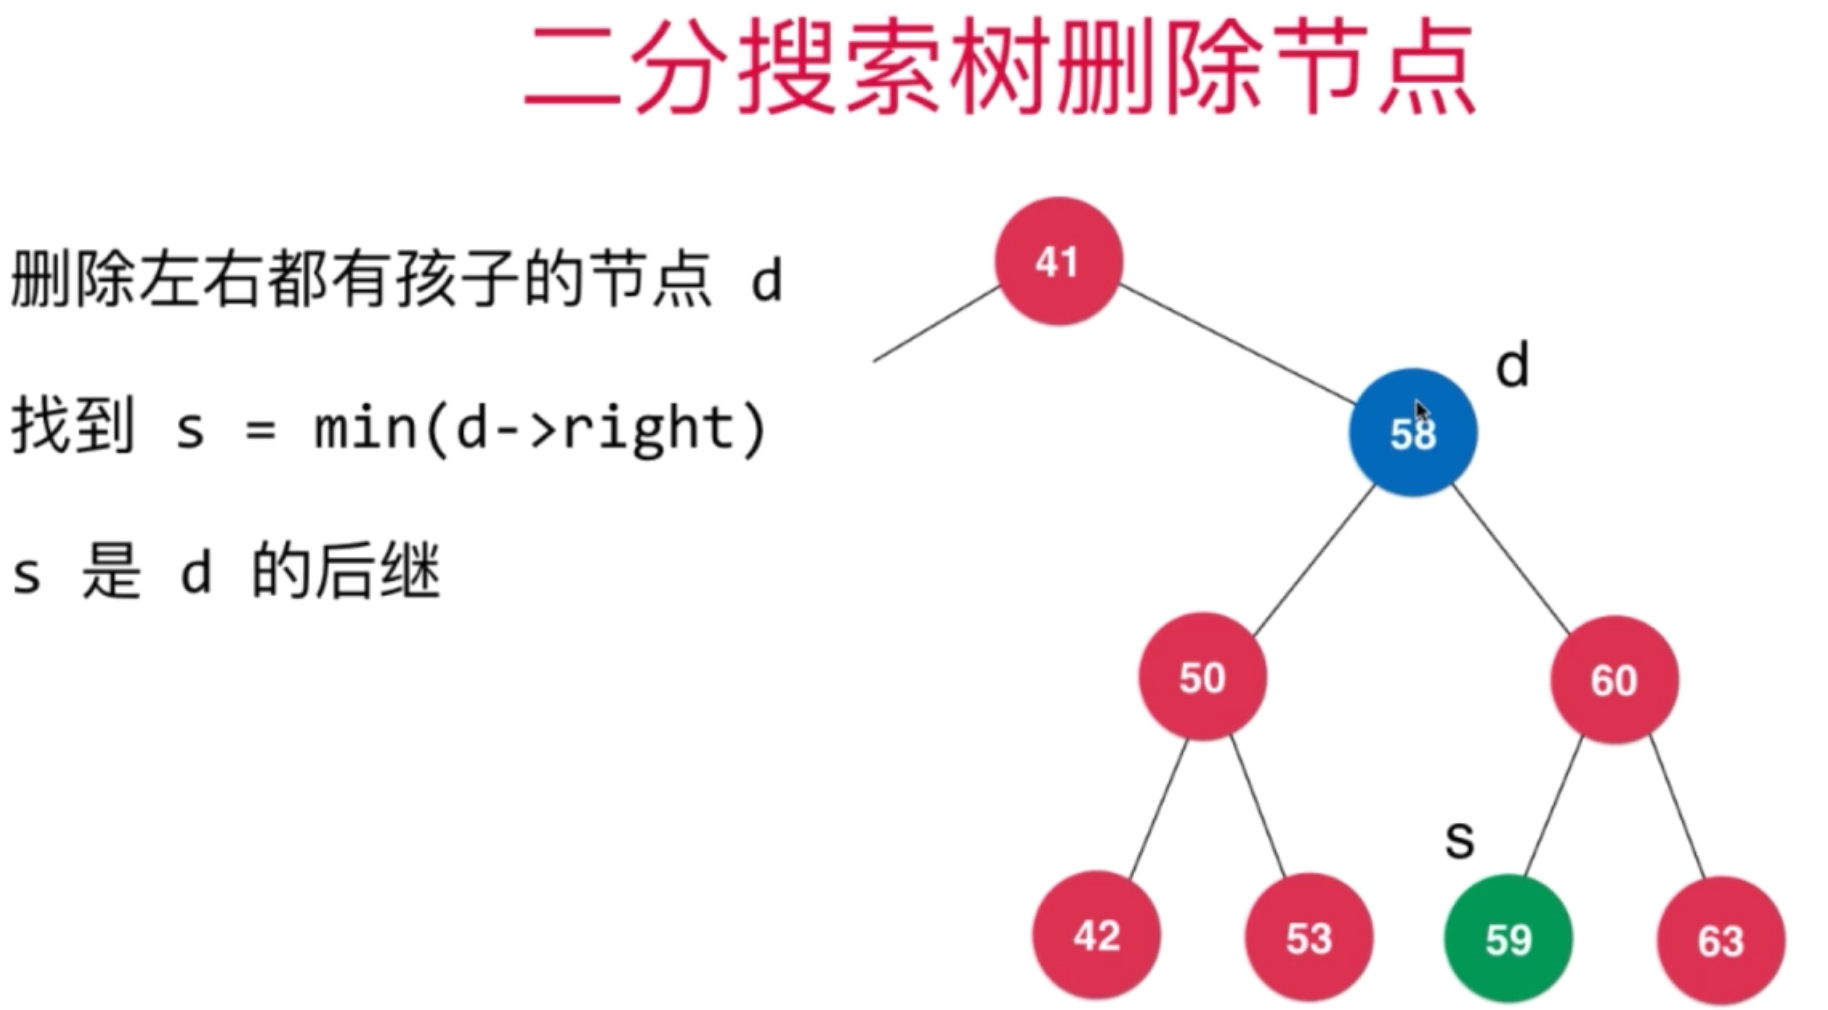 二分搜索树删除节点
删除左右都有孩子的节点 d
找到 s = min(d->right)
s 是 d 的后继
41
d
58
50
60
s
42
53
59
63